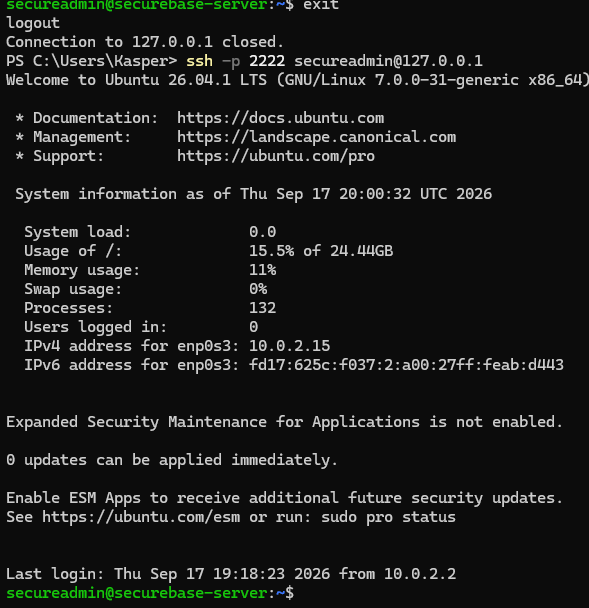 secureadmin@securebase-server:~$ exit
logout
Connection to 127.0.0.1 closed.
PS C:\Users\Kasper> ssh -p 2222 secureadmin@127.0.0.1
Welcome to Ubuntu 26.04.1 LTS (GNU/Linux 7.0.0-31-generic x86_64)

 * Documentation:  https://docs.ubuntu.com
 * Management:     https://landscape.canonical.com
 * Support:        https://ubuntu.com/pro

 System information as of Thu Sep 17 20:00:32 UTC 2026

  System load:             0.0
  Usage of /:              15.5% of 24.44GB
  Memory usage:            11%
  Swap usage:              0%
  Processes:               132
  Users logged in:         0
  IPv4 address for enp0s3: 10.0.2.15
  IPv6 address for enp0s3: fd17:625c:f037:2:a00:27ff:feab:d443


Expanded Security Maintenance for Applications is not enabled.

0 updates can be applied immediately.

Enable ESM Apps to receive additional future security updates.
See https://ubuntu.com/esm or run: sudo pro status


Last login: Thu Sep 17 19:18:23 2026 from 10.0.2.2
secureadmin@securebase-server:~$